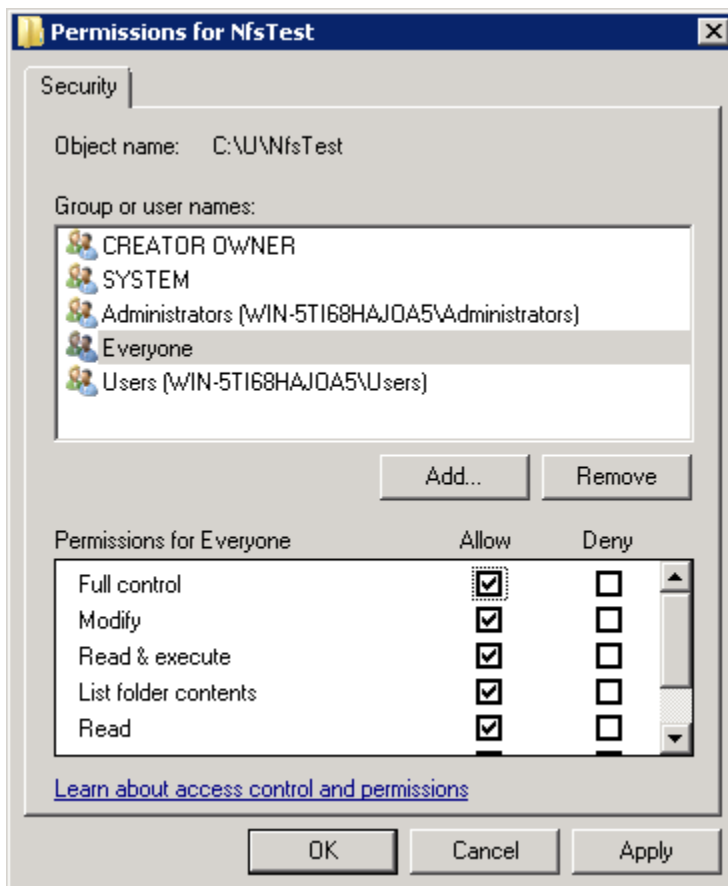 Permissions for NfsTest
Security
Object name: C:\U\NfsTest
Group or user names:
CREATOR OWNER
SYSTEM
Administrators (WIN-5TI68HAJOA5\Administrators)
Everyone
Users (WIN-5TI68HAJOA5\Users)
Add... Remove
Permissions for Everyone Allow Deny
Full control
Modify
Read & execute
List folder contents
Read
Learn about access control and permissions
OK Cancel Apply